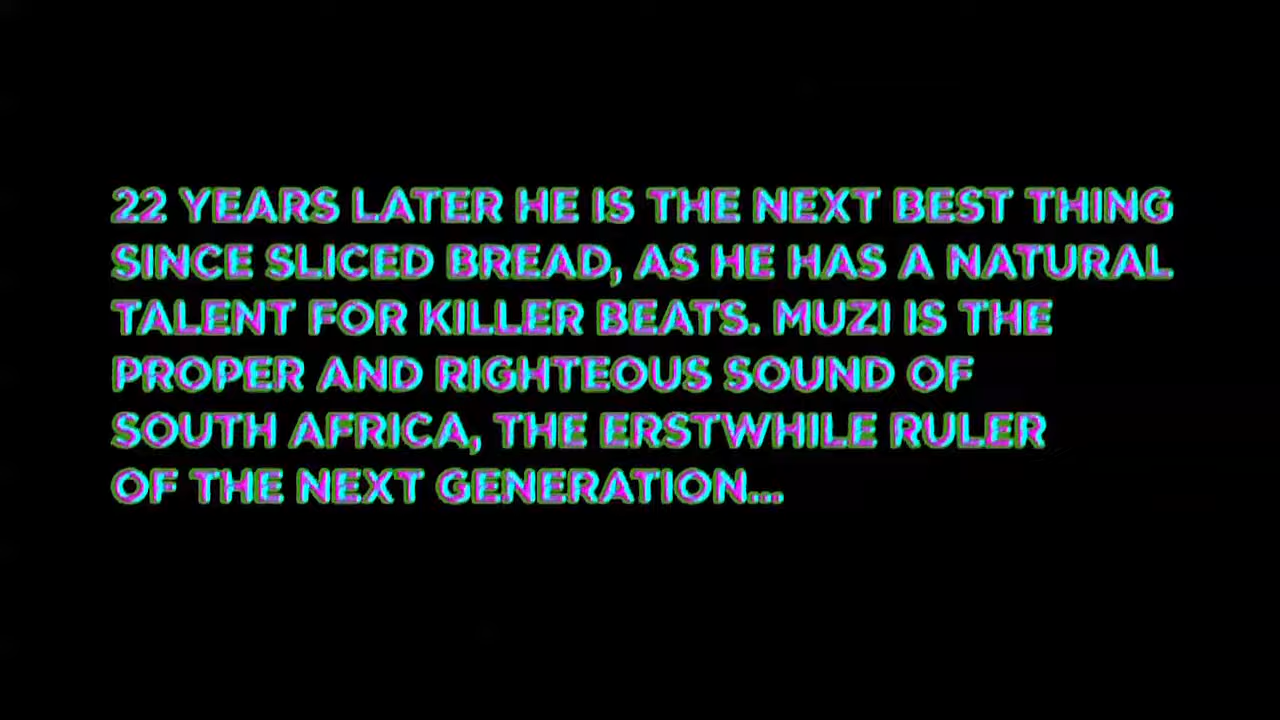 22 YEARS LATER HE IS THE NEXT BEST THING
SINCE SLICED BREAD, AS HE HAS A NATURAL
TALENT FOR KILLER BEATS. MUZI IS THE
PROPER AND RIGHTEOUS SOUND OF
SOUTH AFRICA, THE ERSTWHILE RULER
OF THE NEXT GENERATION...